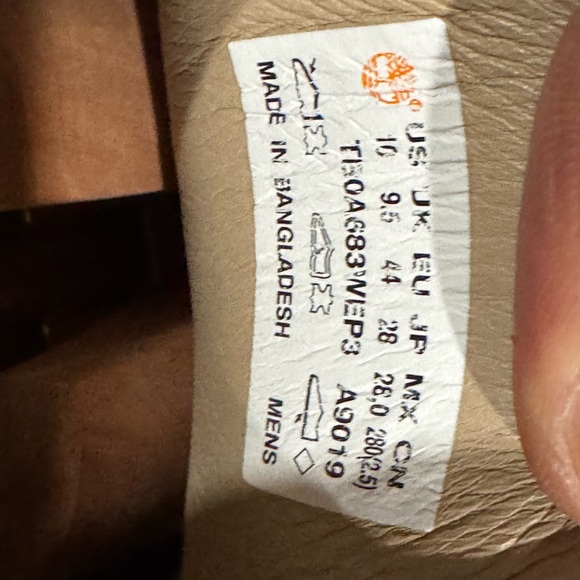 US UK EU JP MX CN
10 9.5 44 28 28,0 280(2.5)
TB0A683WEP3 A9019
MADE IN BANGLADESH MENS